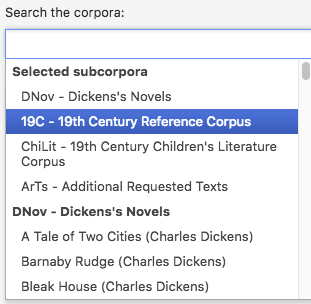 Search the corpora:
Selected subcorpora
DNov - Dickens's Novels
19C - 19th Century Reference Corpus
ChiLit - 19th Century Children's Literature
Corpus
ArTs - Additional Requested Texts
DNov - Dickens's Novels
A Tale of Two Cities (Charles Dickens)
Barnaby Rudge (Charles Dickens)
Bleak House (Charles Dickens)